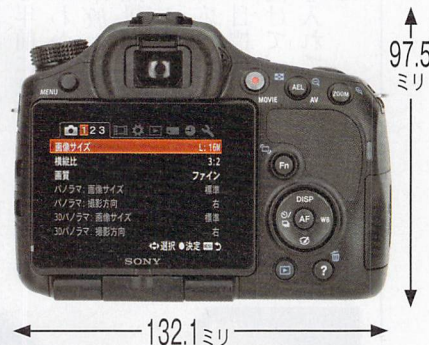 97.5
ミリ
MENU
MOVIE
AEL
AV
ZOOM
1 2 3
画像サイズ L:16M
横縦比 3:2
画質 ファイン
パノラマ:画像サイズ 標準
パノラマ:撮影方向 右
3Dパノラマ:画像サイズ 標準
3Dパノラマ:撮影方向 右
選択 決定 MENU
SONY
Fn
DISP
AF
WB
?
132.1ミリ